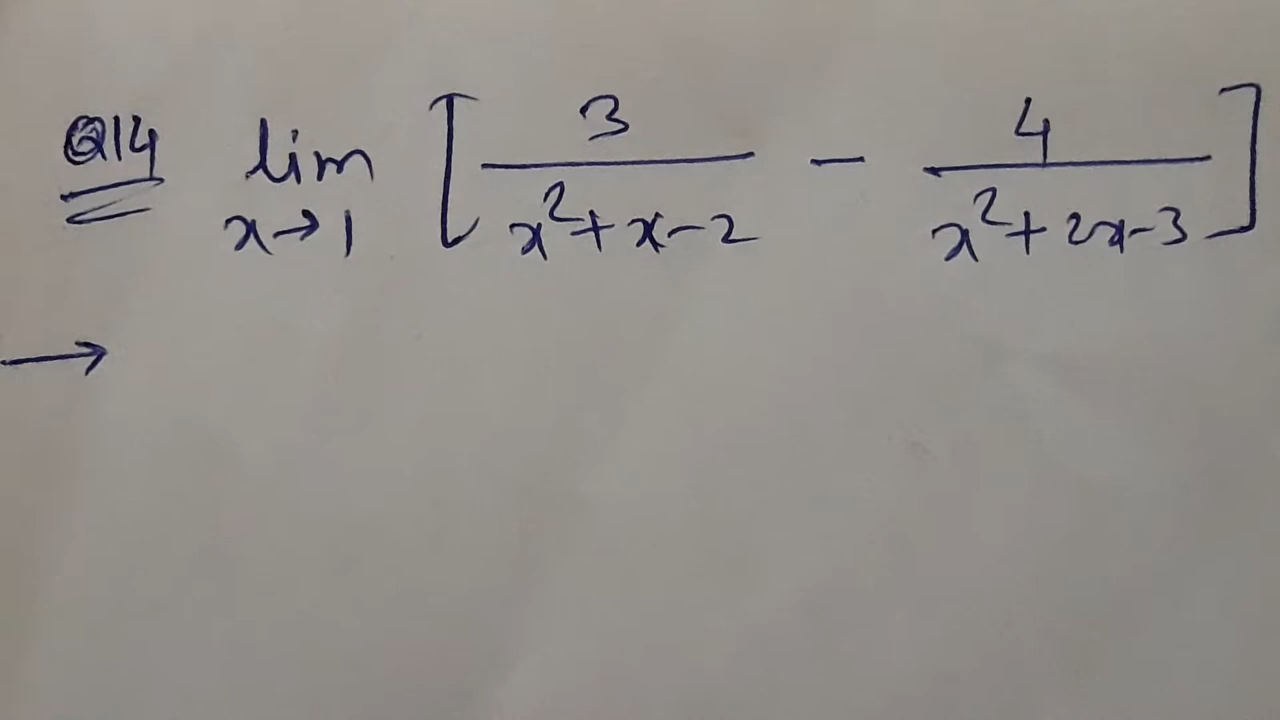 Q14 lim x→1 [ 3/(x²+x-2) - 4/(x²+2x-3) ]
→